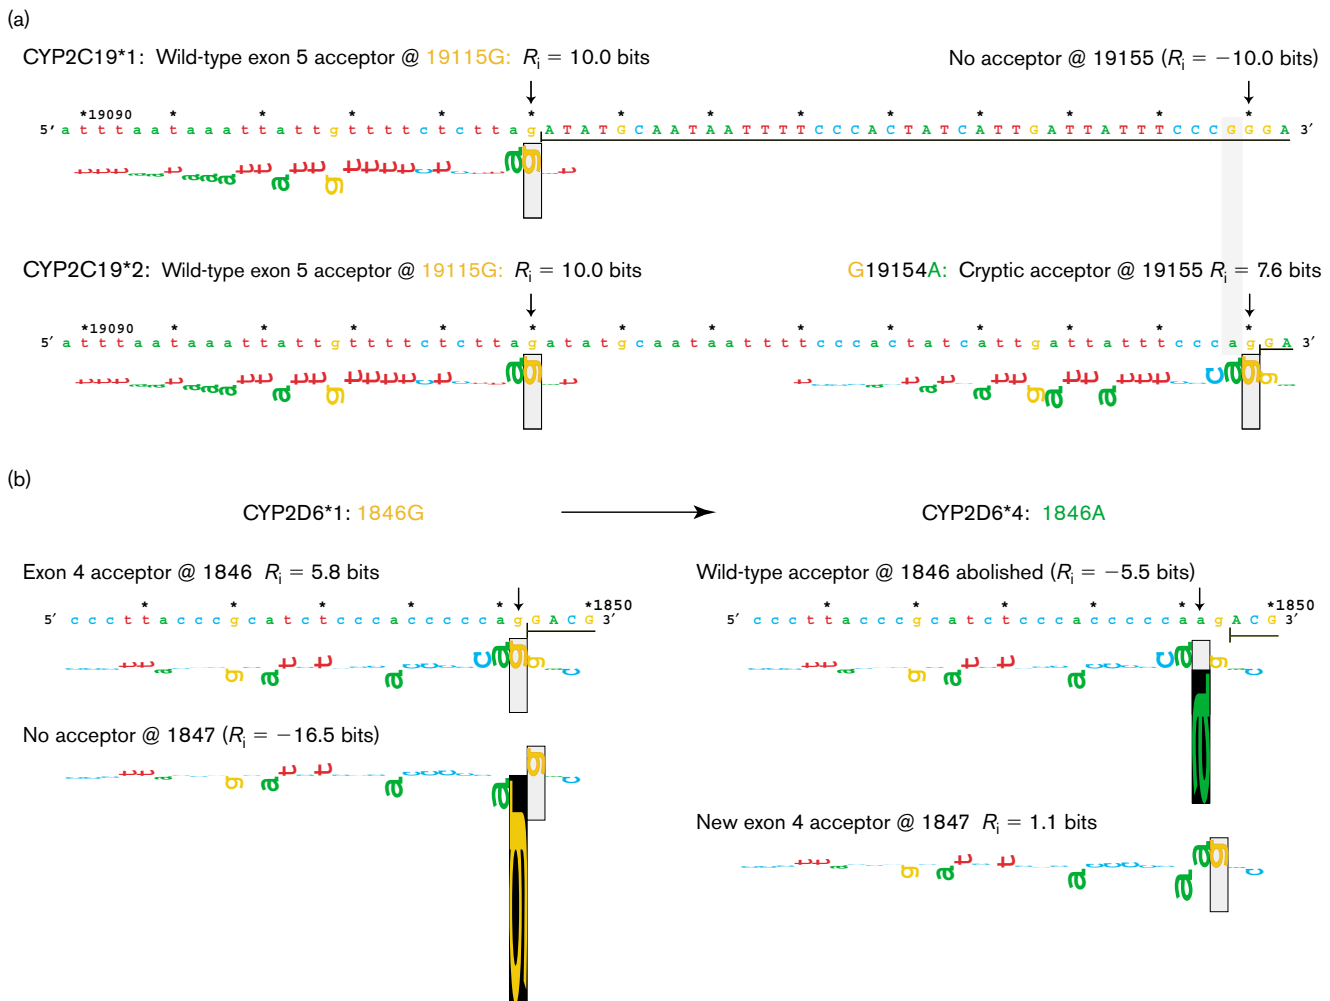 (a)
CYP2C19*1: Wild-type exon 5 acceptor @ 19115G: Ri = 10.0 bits
No acceptor @ 19155 (Ri = −10.0 bits)
*19090 * * * * * * * * * * * * *
5′ a t t t a a t a a a t t a t t g t t t t c t c t t a g A T A T G C A A T A A T T T T C C C A C T A T C A T T G A T T A T T T C C C G G G A 3′
CYP2C19*2: Wild-type exon 5 acceptor @ 19115G: Ri = 10.0 bits
G19154A: Cryptic acceptor @ 19155 Ri = 7.6 bits
*19090 * * * * * * * * * * * * *
5′ a t t t a a t a a a t t a t t g t t t t c t c t t a g a t a t g c a a t a a t t t t c c c a c t a t c a t t g a t t a t t t c c c a g G A 3′
(b)
CYP2D6*1: 1846G
CYP2D6*4: 1846A
Exon 4 acceptor @ 1846 Ri = 5.8 bits
Wild-type acceptor @ 1846 abolished (Ri = −5.5 bits)
* * * * * *1850
5′ c c c t t a c c c g c a t c t c c c a c c c c c a g G A C G 3′
* * * * * *1850
5′ c c c t t a c c c g c a t c t c c c a c c c c c a a g A C G 3′
No acceptor @ 1847 (Ri = −16.5 bits)
New exon 4 acceptor @ 1847 Ri = 1.1 bits